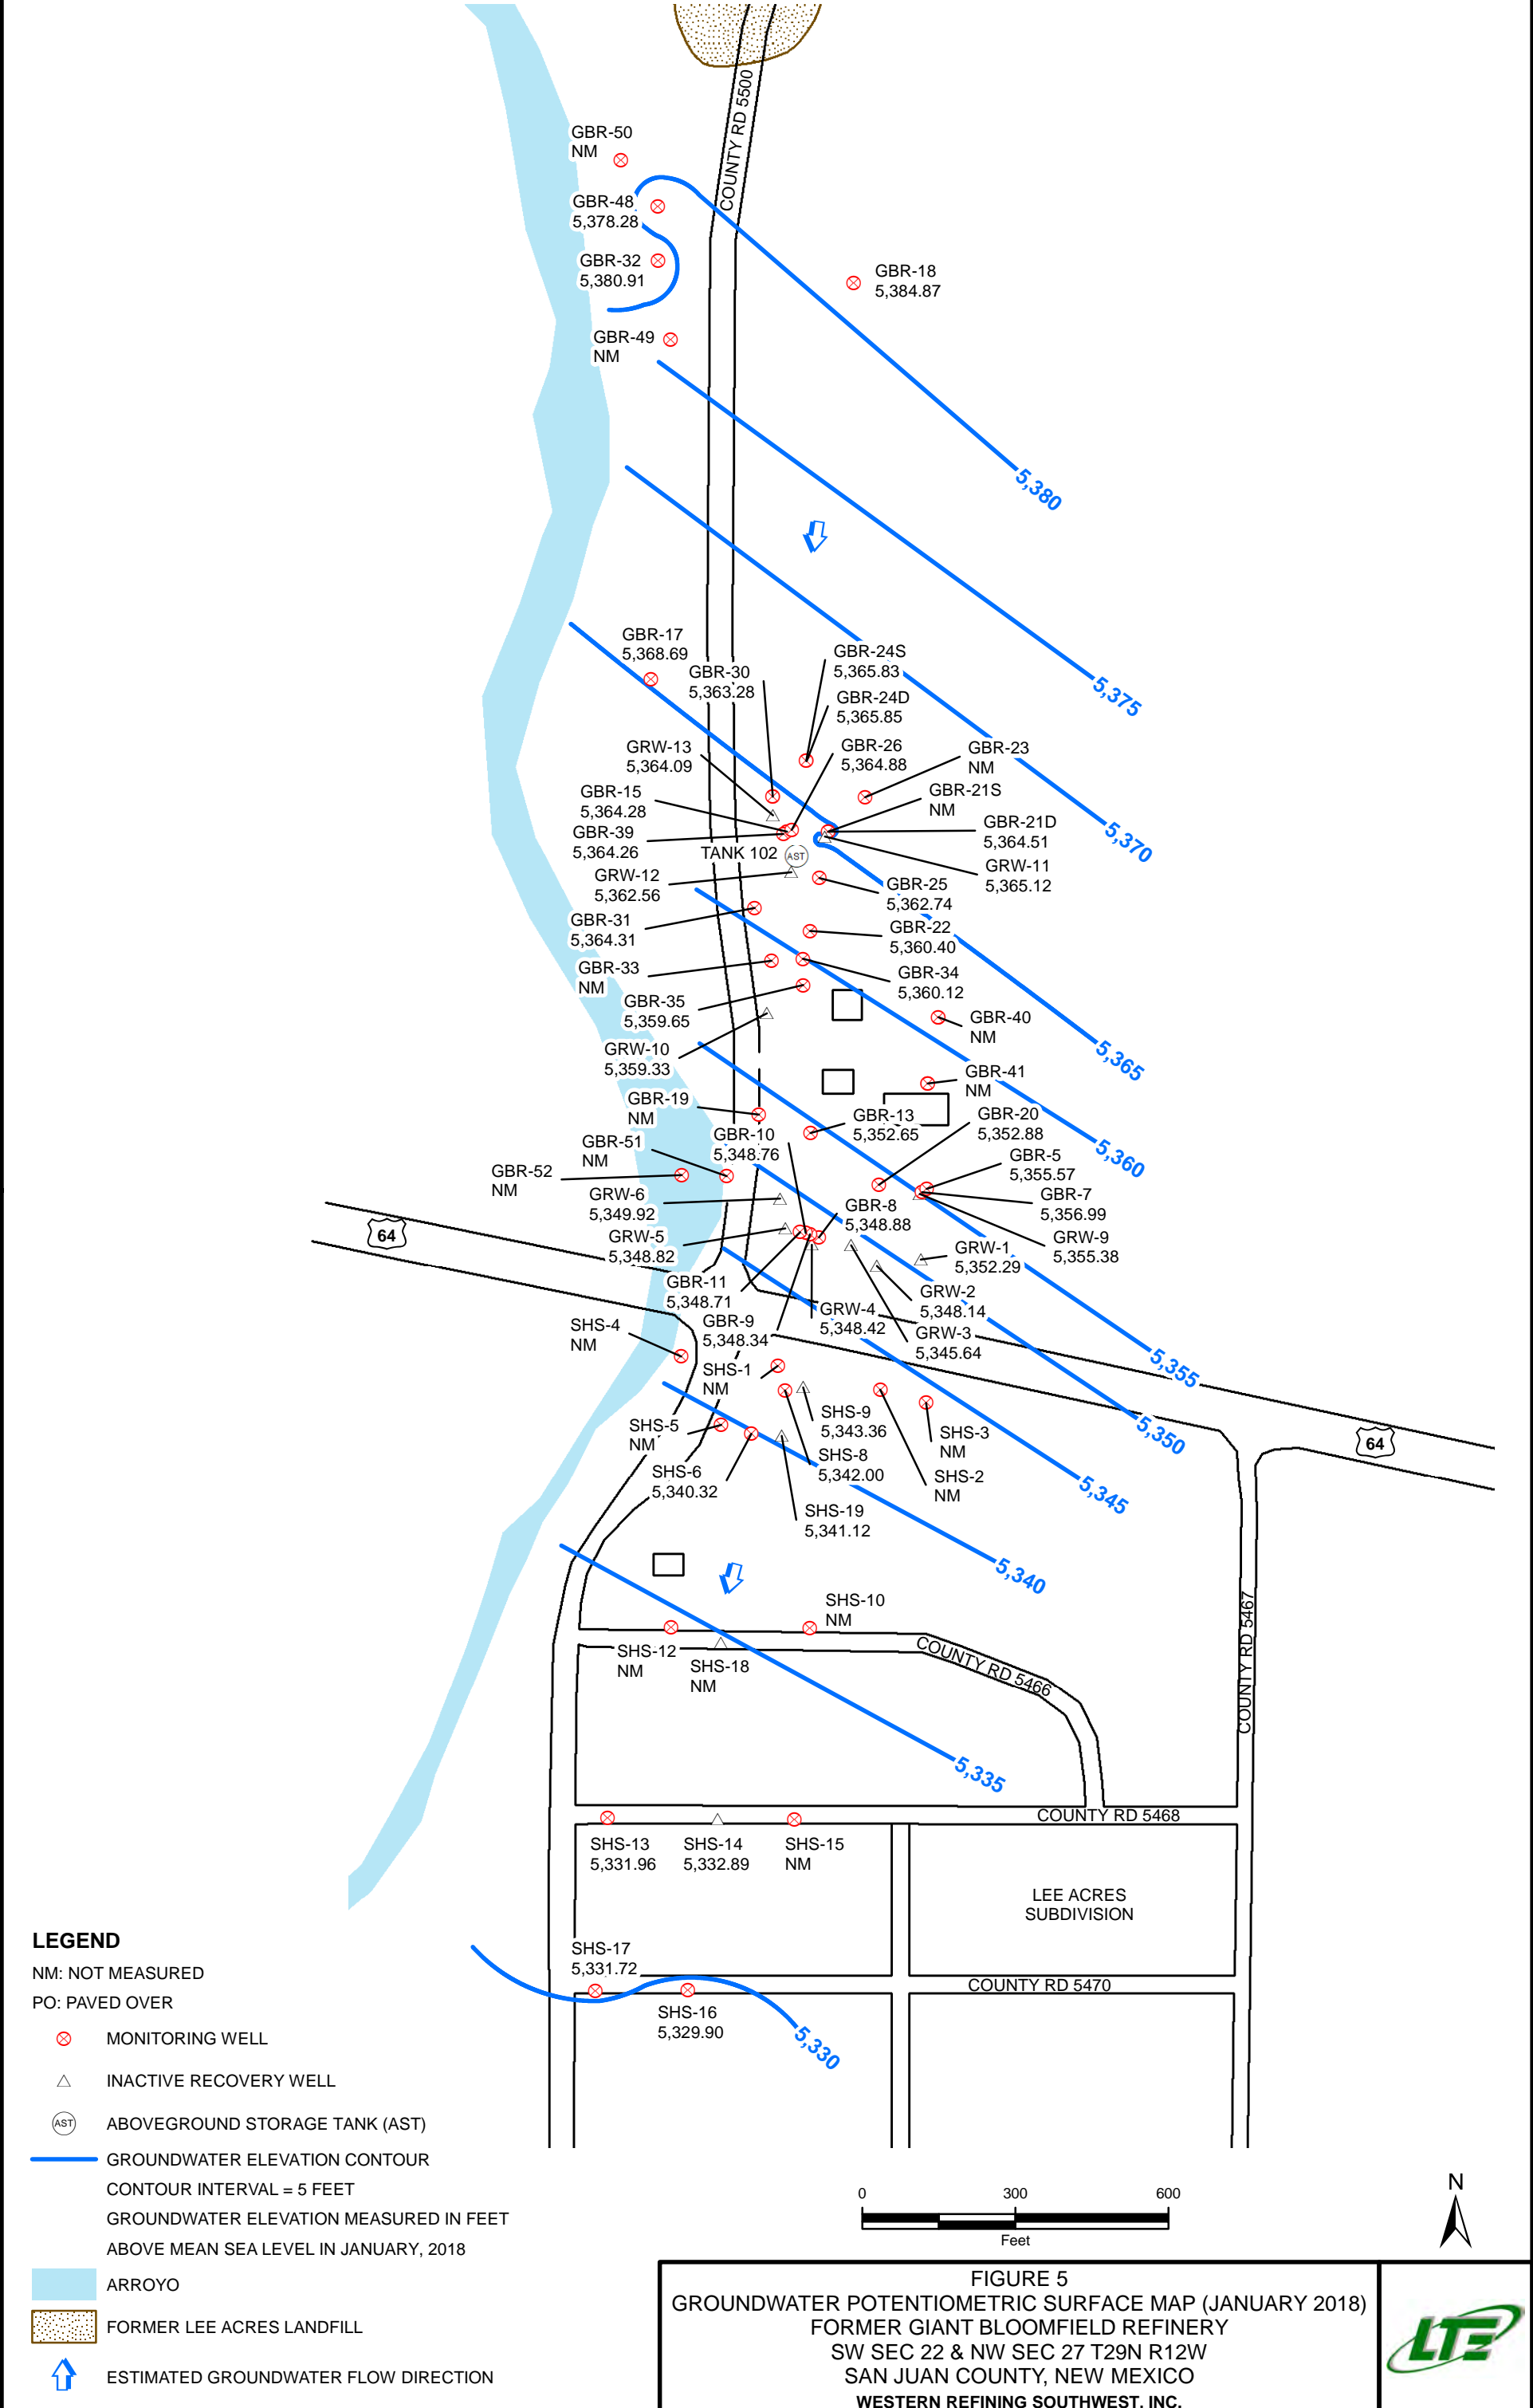 COUNTY RD 5500
GBR-50
NM
GBR-48
5,378.28
GBR-32
5,380.91
GBR-18
5,384.87
GBR-49
NM
5,380
GBR-17
5,368.69
GBR-30
5,363.28
GBR-24S
5,365.83
5,375
GBR-24D
5,365.85
GRW-13
5,364.09
GBR-26
5,364.88
GBR-23
NM
GBR-15
5,364.28
GBR-21S
NM
GBR-39
5,364.26
GBR-21D
5,364.51
5,370
TANK 102
AST
GRW-12
5,362.56
GRW-11
5,365.12
GBR-25
5,362.74
GBR-31
5,364.31
GBR-22
5,360.40
GBR-33
NM
GBR-34
5,360.12
GBR-35
5,359.65
GBR-40
NM
5,365
GRW-10
5,359.33
GBR-41
NM
GBR-19
NM
GBR-13
5,352.65
GBR-20
5,352.88
GBR-10
5,348.76
GBR-51
NM
5,360
GBR-52
NM
GBR-5
5,355.57
GRW-6
5,349.92
GBR-7
5,356.99
GBR-8
5,348.88
64
GRW-5
5,348.82
GRW-9
5,355.38
GRW-1
5,352.29
GBR-11
5,348.71
GRW-2
5,348.14
GRW-4
5,348.42
GBR-9
5,348.34
SHS-4
NM
GRW-3
5,345.64
5,355
SHS-1
NM
SHS-9
5,343.36
SHS-5
NM
SHS-3
NM
5,350
64
SHS-8
5,342.00
SHS-6
5,340.32
SHS-2
NM
5,345
SHS-19
5,341.12
5,340
SHS-10
NM
SHS-12
NM
SHS-18
NM
COUNTY RD 5466
COUNTY RD 5467
5,335
COUNTY RD 5468
SHS-13
5,331.96
SHS-14
5,332.89
SHS-15
NM
LEE ACRES
SUBDIVISION
SHS-17
5,331.72
COUNTY RD 5470
SHS-16
5,329.90
5,330
LEGEND
NM: NOT MEASURED
PO: PAVED OVER
MONITORING WELL
INACTIVE RECOVERY WELL
AST
ABOVEGROUND STORAGE TANK (AST)
GROUNDWATER ELEVATION CONTOUR
CONTOUR INTERVAL = 5 FEET
GROUNDWATER ELEVATION MEASURED IN FEET
ABOVE MEAN SEA LEVEL IN JANUARY, 2018
ARROYO
FORMER LEE ACRES LANDFILL
ESTIMATED GROUNDWATER FLOW DIRECTION
0 300 600
Feet
N
FIGURE 5
GROUNDWATER POTENTIOMETRIC SURFACE MAP (JANUARY 2018)
FORMER GIANT BLOOMFIELD REFINERY
SW SEC 22 & NW SEC 27 T29N R12W
SAN JUAN COUNTY, NEW MEXICO
WESTERN REFINING SOUTHWEST, INC.
LTE